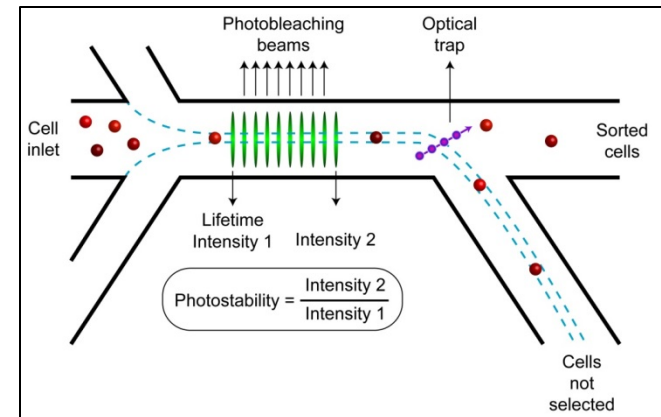 Photobleaching
beams
Optical
trap
Cell
inlet
Sorted
cells
Lifetime
Intensity 1
Intensity 2
Photostability = Intensity 2
Intensity 1
Cells
not
selected